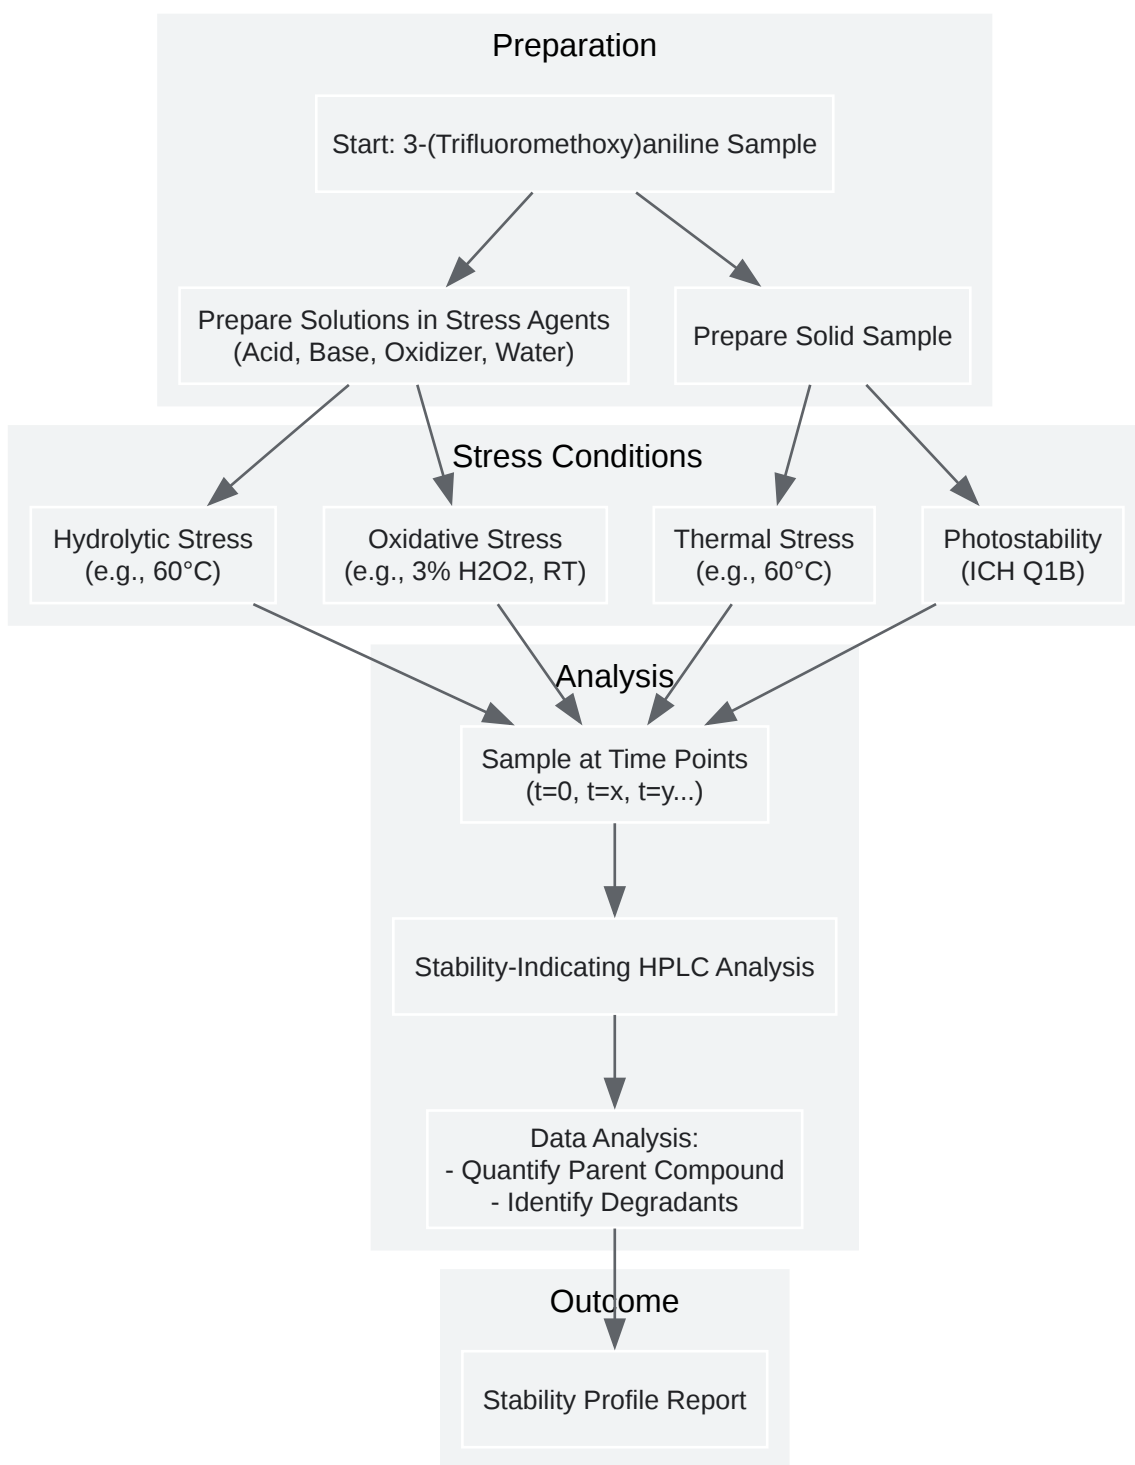 Preparation
Start: 3-(Trifluoromethoxy)aniline Sample
Prepare Solutions in Stress Agents
(Acid, Base, Oxidizer, Water)
Prepare Solid Sample
Stress Conditions
Hydrolytic Stress
(e.g., 60°C)
Oxidative Stress
(e.g., 3% H2O2, RT)
Thermal Stress
(e.g., 60°C)
Photostability
(ICH Q1B)
Analysis
Sample at Time Points
(t=0, t=x, t=y...)
Stability-Indicating HPLC Analysis
Data Analysis:
- Quantify Parent Compound
- Identify Degradants
Outcome
Stability Profile Report